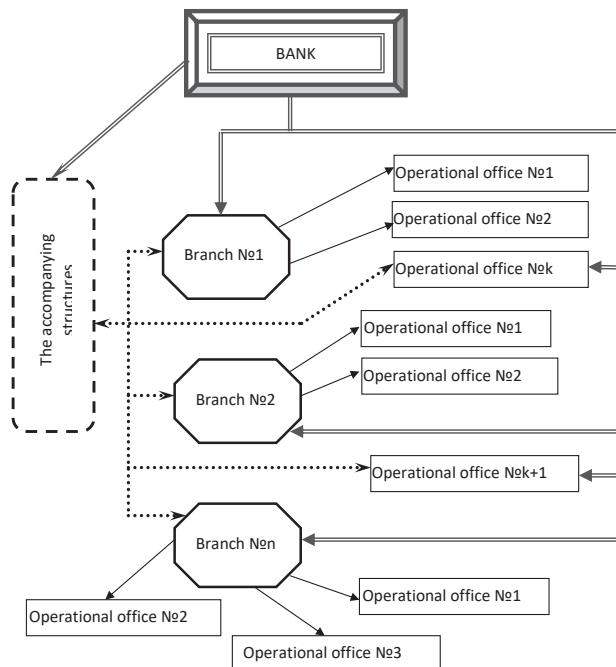 BANK
The accompanying
structures
Operational office №1
Operational office №2
Branch №1
Operational office №k
Operational office №1
Operational office №2
Branch №2
Operational office №k+1
Branch №n
Operational office №1
Operational office №2
Operational office №3